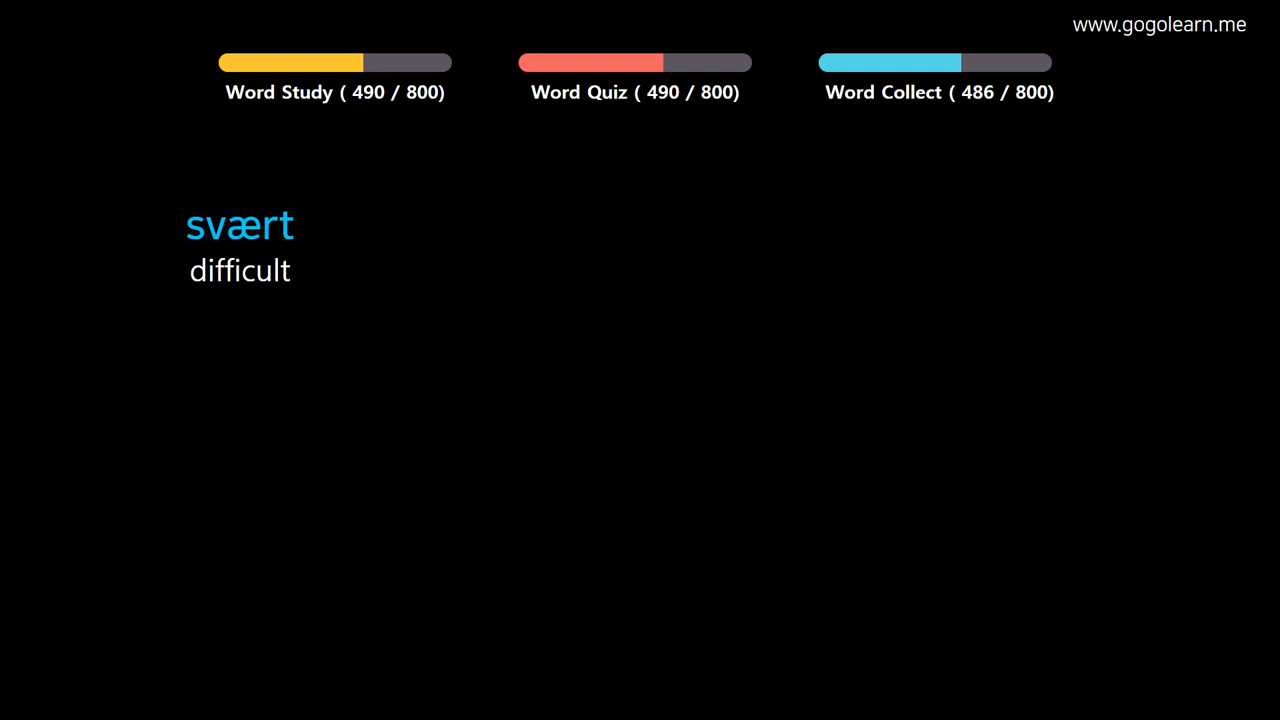 www.gogolearn.me
Word Study ( 490 / 800)
Word Quiz ( 490 / 800)
Word Collect ( 486 / 800)
svært
difficult